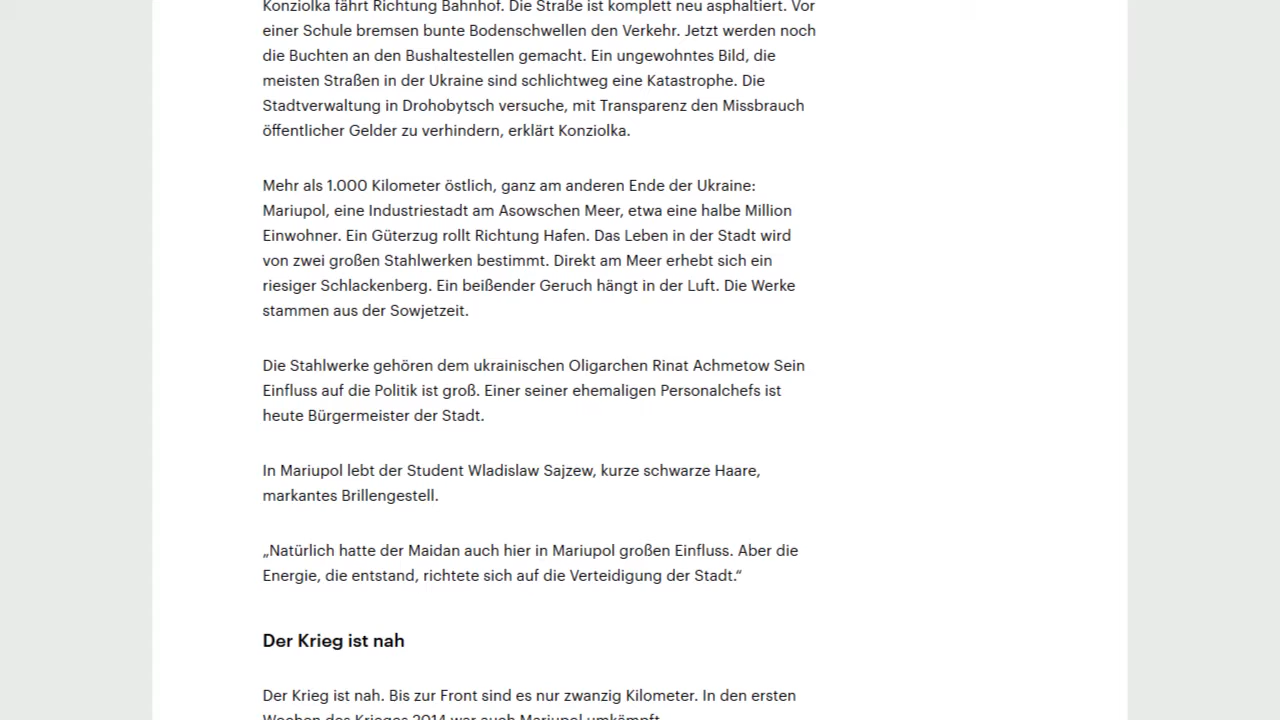 Konziolka fährt Richtung Bahnhof. Die Straße ist komplett neu asphaltiert. Vor
einer Schule bremsen bunte Bodenschwellen den Verkehr. Jetzt werden noch
die Buchten an den Bushaltestellen gemacht. Ein ungewohntes Bild, die
meisten Straßen in der Ukraine sind schlichtweg eine Katastrophe. Die
Stadtverwaltung in Drohobytsch versuche, mit Transparenz den Missbrauch
öffentlicher Gelder zu verhindern, erklärt Konziolka.
Mehr als 1.000 Kilometer östlich, ganz am anderen Ende der Ukraine:
Mariupol, eine Industriestadt am Asowschen Meer, etwa eine halbe Million
Einwohner. Ein Güterzug rollt Richtung Hafen. Das Leben in der Stadt wird
von zwei großen Stahlwerken bestimmt. Direkt am Meer erhebt sich ein
riesiger Schlackenberg. Ein beißender Geruch hängt in der Luft. Die Werke
stammen aus der Sowjetzeit.
Die Stahlwerke gehören dem ukrainischen Oligarchen Rinat Achmetow Sein
Einfluss auf die Politik ist groß. Einer seiner ehemaligen Personalchefs ist
heute Bürgermeister der Stadt.
In Mariupol lebt der Student Wladislaw Sajzew, kurze schwarze Haare,
markantes Brillengestell.
„Natürlich hatte der Maidan auch hier in Mariupol großen Einfluss. Aber die
Energie, die entstand, richtete sich auf die Verteidigung der Stadt.“
Der Krieg ist nah
Der Krieg ist nah. Bis zur Front sind es nur zwanzig Kilometer. In den ersten
Wochen des Krieges 2014 war auch Mariupol umkämpft.